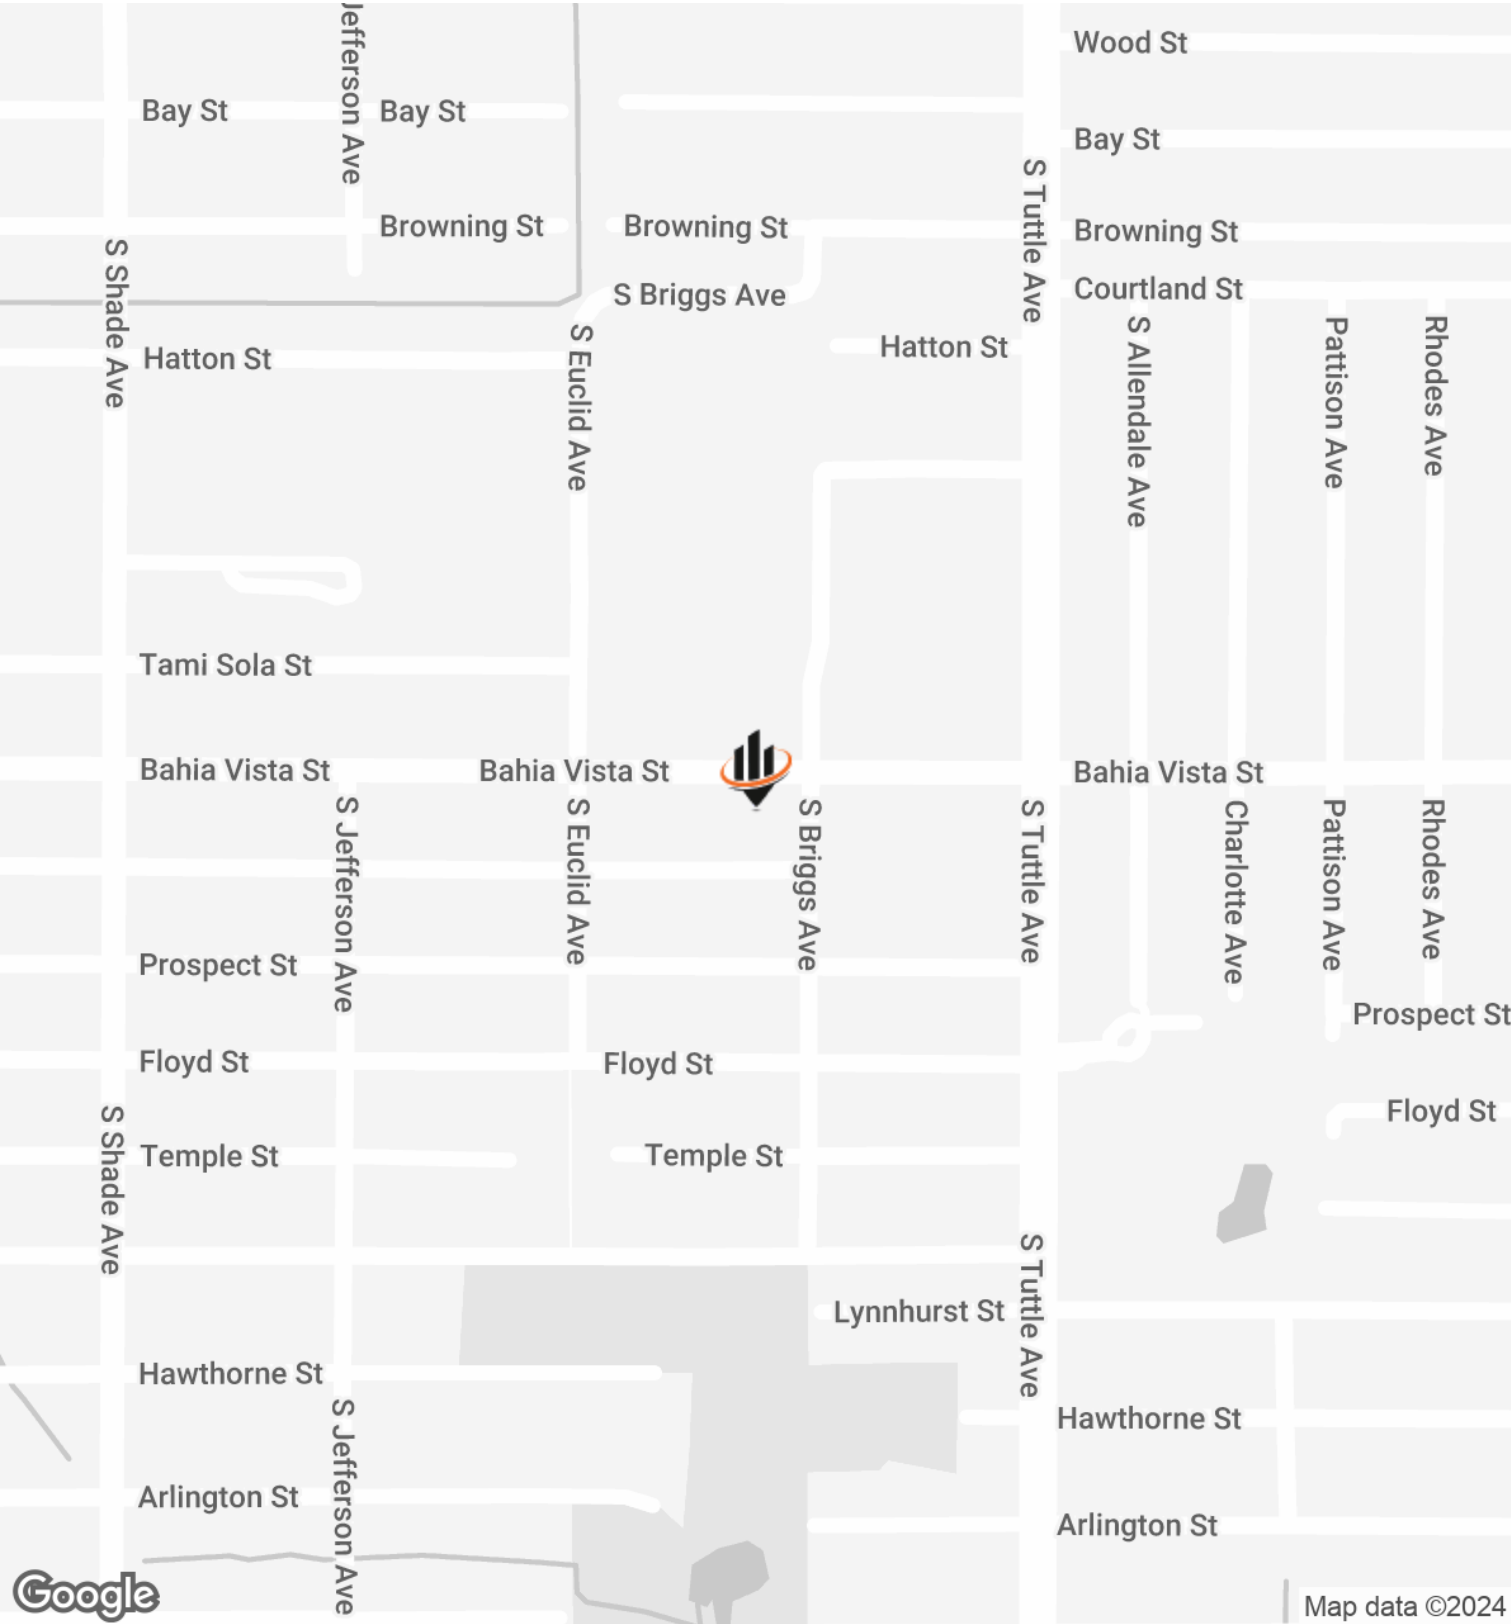 Jefferson Ave
Wood St
Bay St
Bay St
Bay St
S Tuttle Ave
Browning St
Browning St
Browning St
S Shade Ave
S Briggs Ave
Courtland St
S Euclid Ave
Hatton St
Hatton St
S Allendale Ave
Pattison Ave
Rhodes Ave
Tami Sola St
Bahia Vista St
Bahia Vista St
Bahia Vista St
S Jefferson Ave
S Euclid Ave
S Briggs Ave
S Tuttle Ave
Charlotte Ave
Pattison Ave
Rhodes Ave
Prospect St
Prospect St
Floyd St
Floyd St
Floyd St
S Shade Ave
Temple St
Temple St
S Tuttle Ave
Lynnhurst St
Hawthorne St
Hawthorne St
S Jefferson Ave
Arlington St
Arlington St
Google
Map data ©2024